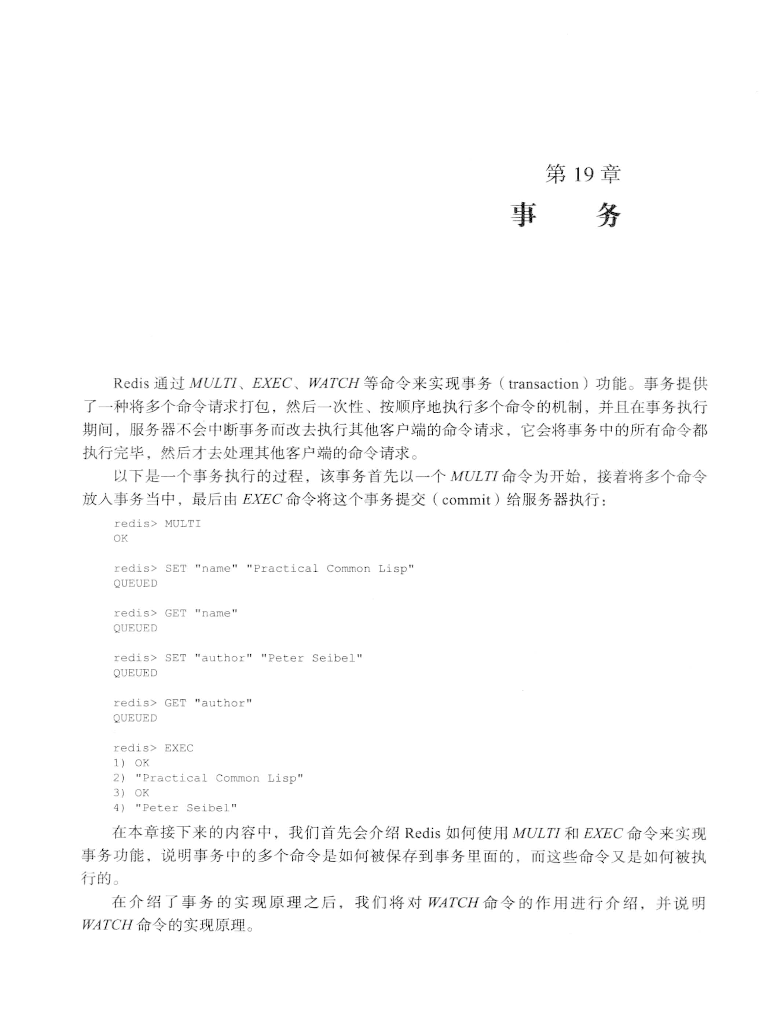 第 19 章
事 务
Redis 通过 MULTI、EXEC、WATCH 等命令来实现事务（transaction）功能。事务提供
了一种将多个命令请求打包，然后一次性、按顺序地执行多个命令的机制，并且在事务执行
期间，服务器不会中断事务而改去执行其他客户端的命令请求，它会将事务中的所有命令都
执行完毕，然后才去处理其他客户端的命令请求。
以下是一个事务执行的过程，该事务首先以一个 MULTI 命令为开始，接着将多个命令
放入事务当中，最后由 EXEC 命令将这个事务提交（commit）给服务器执行：
redis> MULTI
OK
redis> SET "name" "Practical Common Lisp"
QUEUED
redis> GET "name"
QUEUED
redis> SET "author" "Peter Seibel"
QUEUED
redis> GET "author"
QUEUED
redis> EXEC
1) OK
2) "Practical Common Lisp"
3) OK
4) "Peter Seibel"
在本章接下来的内容中，我们首先会介绍 Redis 如何使用 MULTI 和 EXEC 命令来实现
事务功能，说明事务中的多个命令是如何被保存到事务里面的，而这些命令又是如何被执
行的。
在介绍了事务的实现原理之后，我们将对 WATCH 命令的作用进行介绍，并说明
WATCH 命令的实现原理。